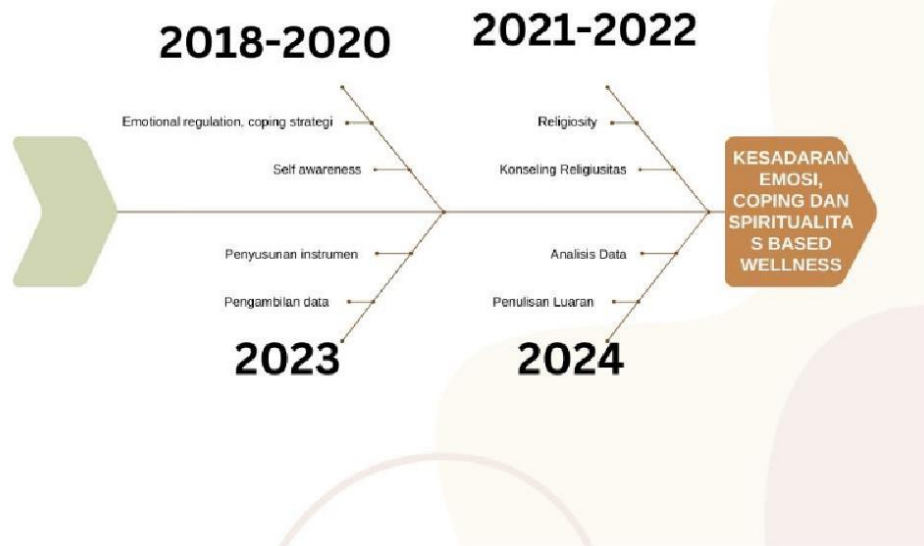 2018-2020
2021-2022
Emotional regulation, coping strategi
Self awareness
Religiosity
Konseling Religiusitas
Penyusunan instrumen
Pengambilan data
Analisis Data
Penulisan Luaran
2023
2024
KESADARAN
EMOSI,
COPING DAN
SPIRITUALITA
S BASED
WELLNESS